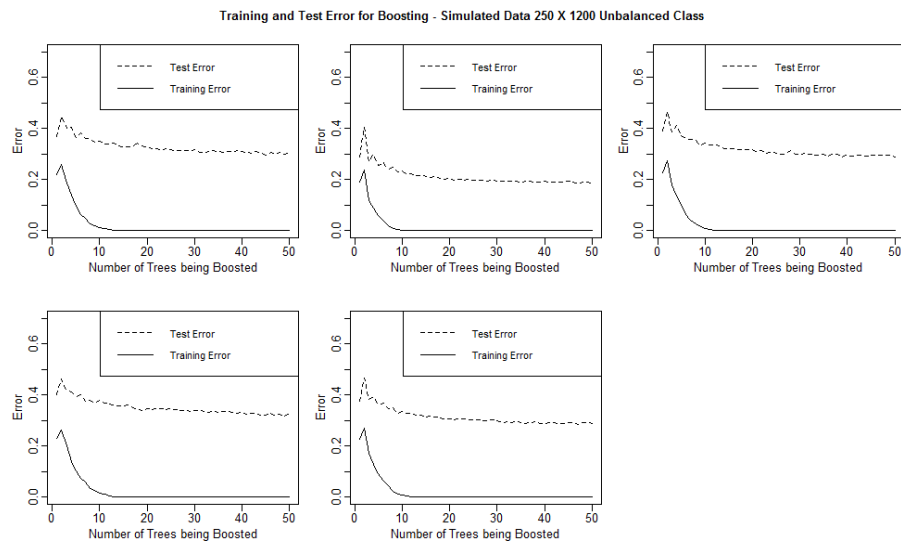 Training and Test Error for Boosting - Simulated Data 250 X 1200 Unbalanced Class
Test Error
Training Error
Error
0.0 0.2 0.4 0.6
0 10 20 30 40 50
Number of Trees being Boosted
Test Error
Training Error
Error
0.0 0.2 0.4 0.6
0 10 20 30 40 50
Number of Trees being Boosted
Test Error
Training Error
Error
0.0 0.2 0.4 0.6
0 10 20 30 40 50
Number of Trees being Boosted
Test Error
Training Error
Error
0.0 0.2 0.4 0.6
0 10 20 30 40 50
Number of Trees being Boosted
Test Error
Training Error
Error
0.0 0.2 0.4 0.6
0 10 20 30 40 50
Number of Trees being Boosted